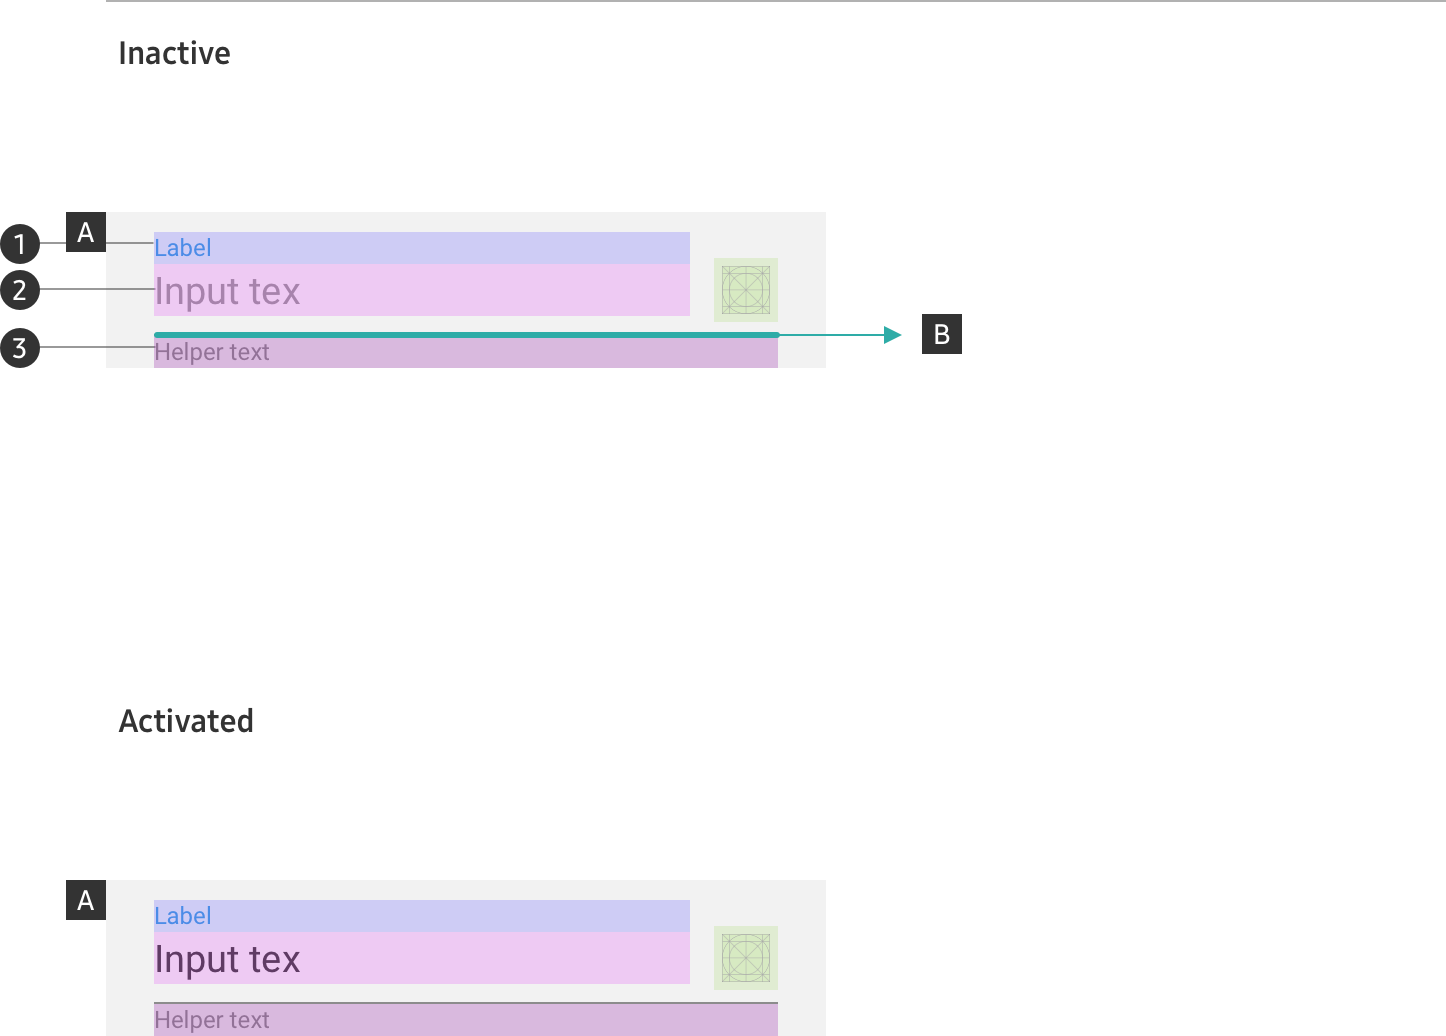 Inactive
A
1
Label
2
Input tex
B
3
Helper text
Activated
A
Label
Input tex
Helper text